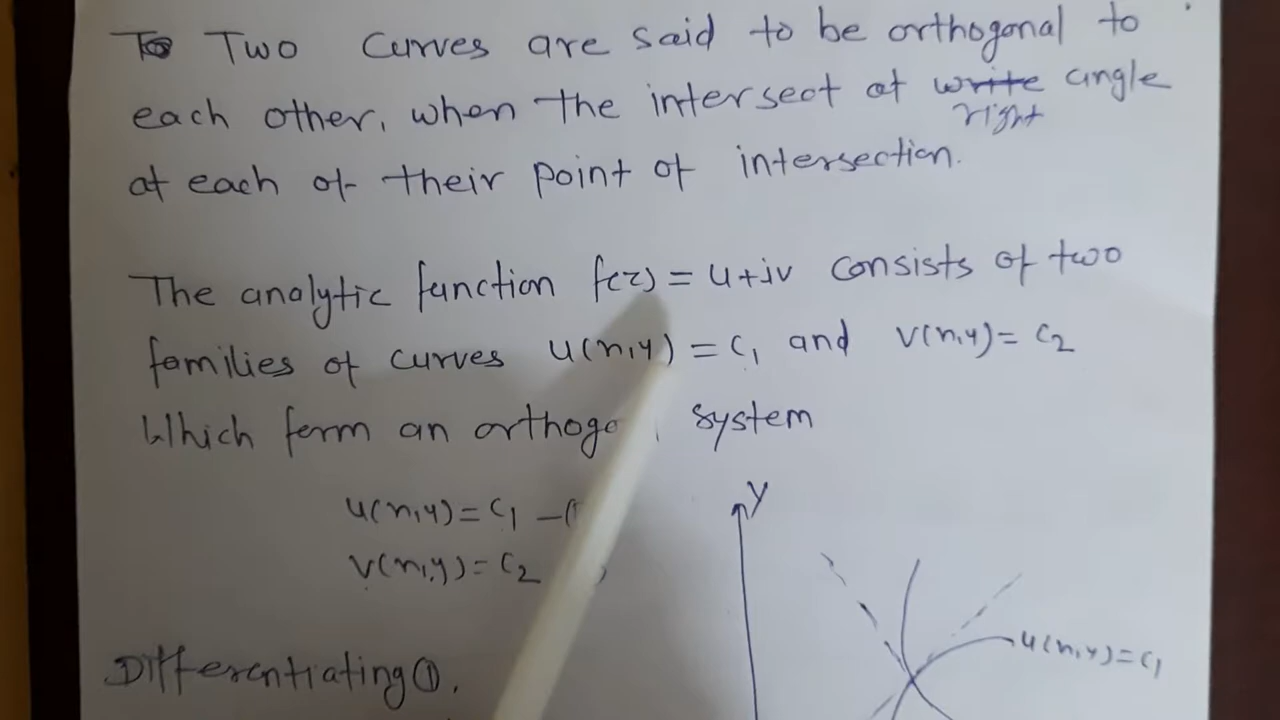 Two curves are said to be orthogonal to
each other, when the intersect at write angle
right
at each of their point of intersection.
The analytic function f(z) = u+iv consists of two
families of curves u(x,y) = c₁ and v(x,y) = c₂
Which form an orthogo system
u(x,y) = c₁ –(
v(x,y) = c₂ )
y
u(x,y) = c₁
Differentiating ①,